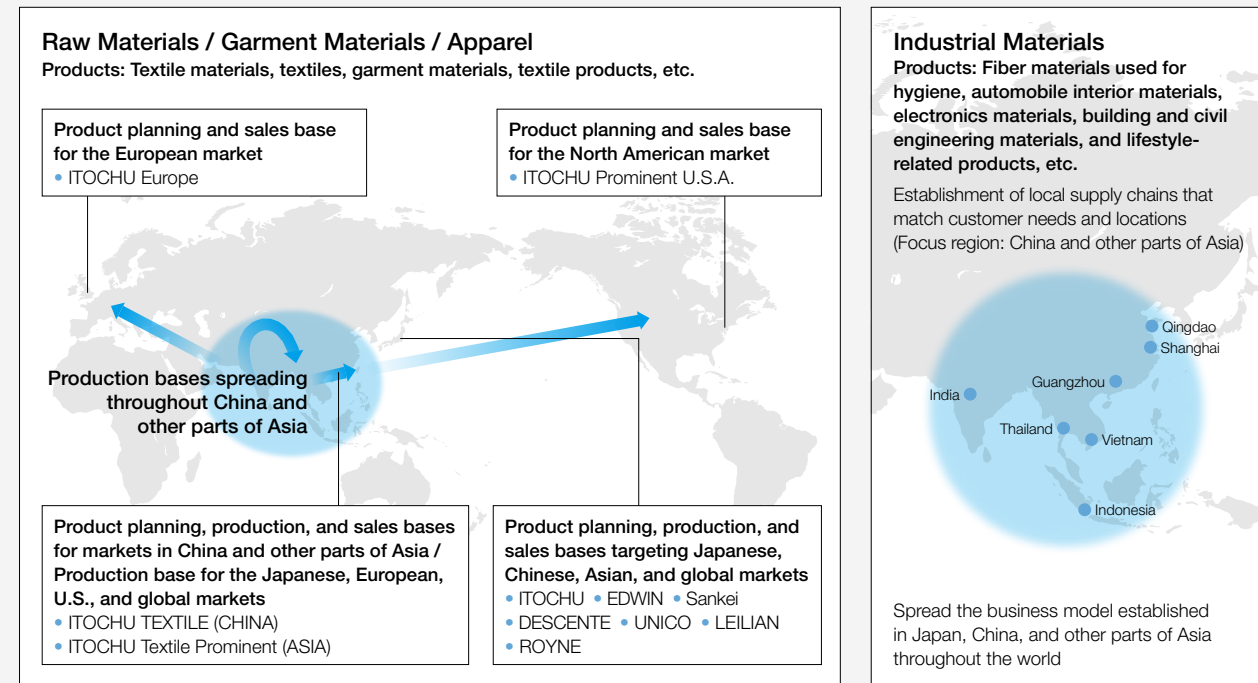 Raw Materials / Garment Materials / Apparel
Products: Textile materials, textiles, garment materials, textile products, etc.
Product planning and sales base
for the European market
• ITOCHU Europe
Product planning and sales base
for the North American market
• ITOCHU Prominent U.S.A.
Production bases spreading
throughout China and
other parts of Asia
Product planning, production, and sales bases
for markets in China and other parts of Asia /
Production base for the Japanese, European,
U.S., and global markets
• ITOCHU TEXTILE (CHINA)
• ITOCHU Textile Prominent (ASIA)
Product planning, production, and
sales bases targeting Japanese,
Chinese, Asian, and global markets
• ITOCHU • EDWIN • Sankei
• DESCENTE • UNICO • LEILIAN
• ROYNE
Industrial Materials
Products: Fiber materials used for
hygiene, automobile interior materials,
electronics materials, building and civil
engineering materials, and lifestyle-
related products, etc.
Establishment of local supply chains that
match customer needs and locations
(Focus region: China and other parts of Asia)
Qingdao
Shanghai
Guangzhou
India
Thailand
Vietnam
Indonesia
Spread the business model established
in Japan, China, and other parts of Asia
throughout the world